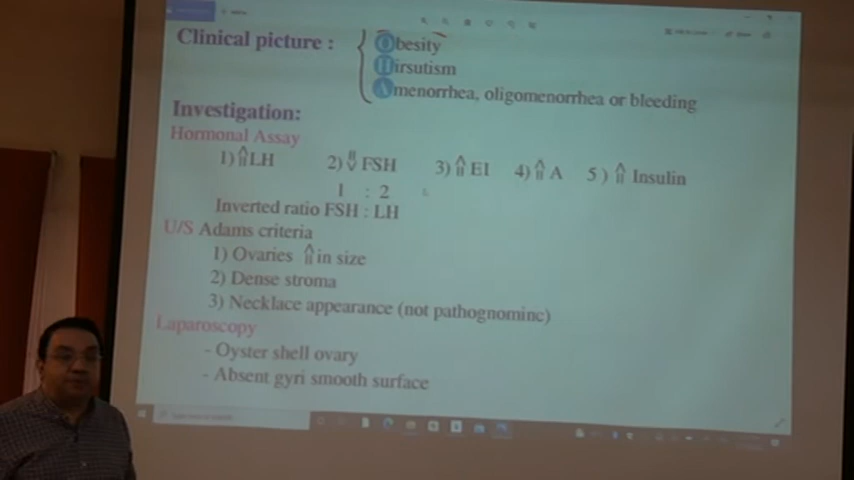 Clinical picture :
Obesity
Hirsutism
Amenorrhea, oligomenorrhea or bleeding
Investigation:
Hormonal Assay
1) ⇑ LH 2) ⇓ FSH 3) ⇑ EI 4) ⇑ A 5 ) ⇑ Insulin
1 : 2
Inverted ratio FSH : LH
U/S Adams criteria
1) Ovaries ⇑ in size
2) Dense stroma
3) Necklace appearance (not pathognominc)
Laparoscopy
- Oyster shell ovary
- Absent gyri smooth surface